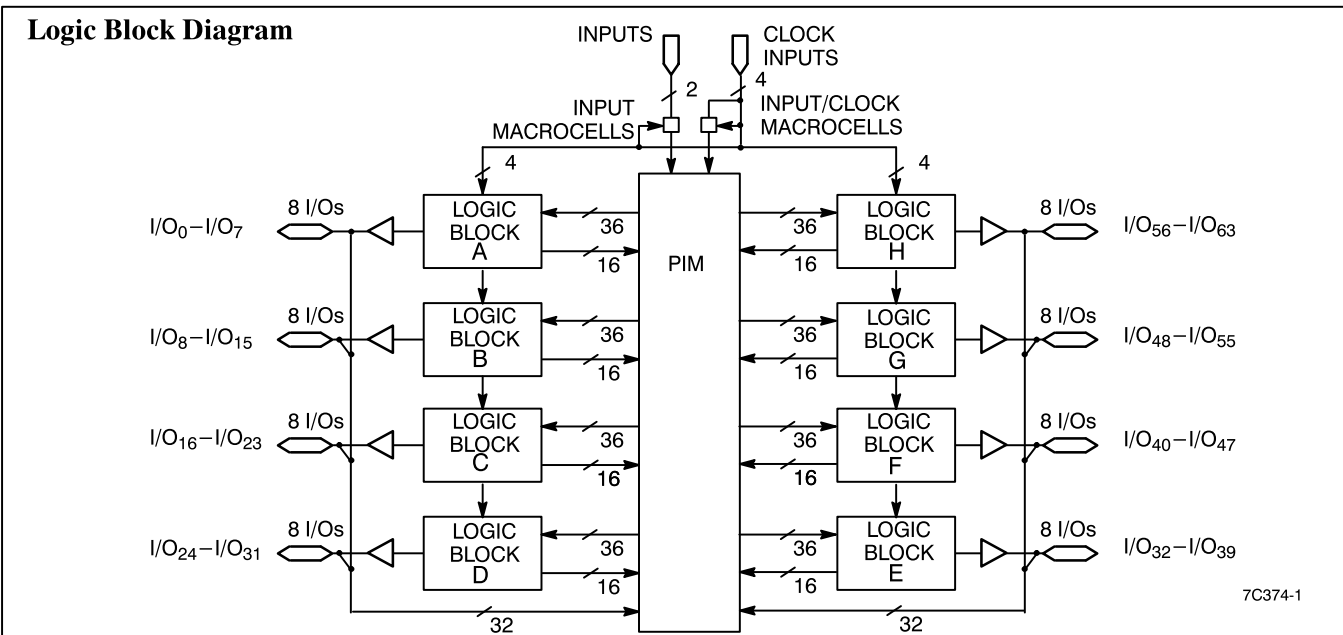 Logic Block Diagram
INPUTS
CLOCK
INPUTS
2
4
INPUT
MACROCELLS
INPUT/CLOCK
MACROCELLS
4
4
8 I/Os
I/O0–I/O7
LOGIC
BLOCK
A
36
16
PIM
36
16
LOGIC
BLOCK
H
8 I/Os
I/O56–I/O63
8 I/Os
I/O8–I/O15
LOGIC
BLOCK
B
36
16
36
16
LOGIC
BLOCK
G
8 I/Os
I/O48–I/O55
8 I/Os
I/O16–I/O23
LOGIC
BLOCK
C
36
16
36
16
LOGIC
BLOCK
F
8 I/Os
I/O40–I/O47
8 I/Os
I/O24–I/O31
LOGIC
BLOCK
D
36
16
36
16
LOGIC
BLOCK
E
8 I/Os
I/O32–I/O39
32
32
7C374-1